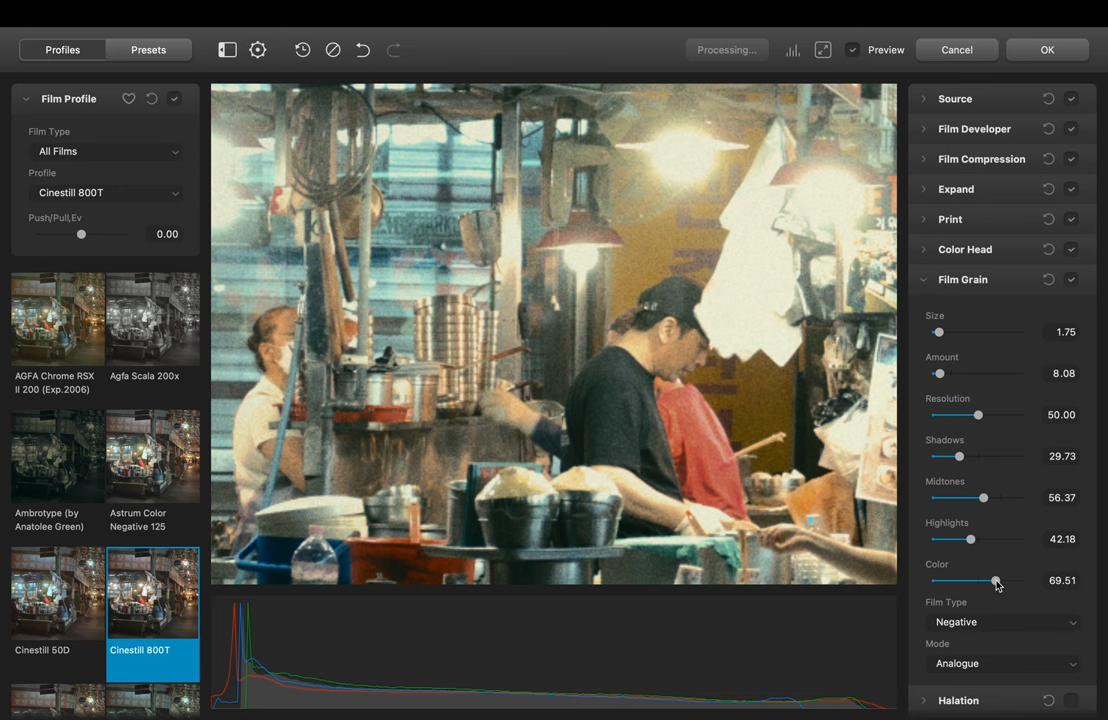 Profiles
Presets
Processing...
Preview
Cancel
OK
Film Profile
Film Type
All Films
Profile
Cinestill 800T
Push/Pull,Ev
0.00
AGFA Chrome RSX
II 200 (Exp.2006)
Agfa Scala 200x
Ambrotype (by
Anatolee Green)
Astrum Color
Negative 125
Cinestill 50D
Cinestill 800T
Source
Film Developer
Film Compression
Expand
Print
Color Head
Film Grain
Size
1.75
Amount
8.08
Resolution
50.00
Shadows
29.73
Midtones
56.37
Highlights
42.18
Color
69.51
Film Type
Negative
Mode
Analogue
Halation